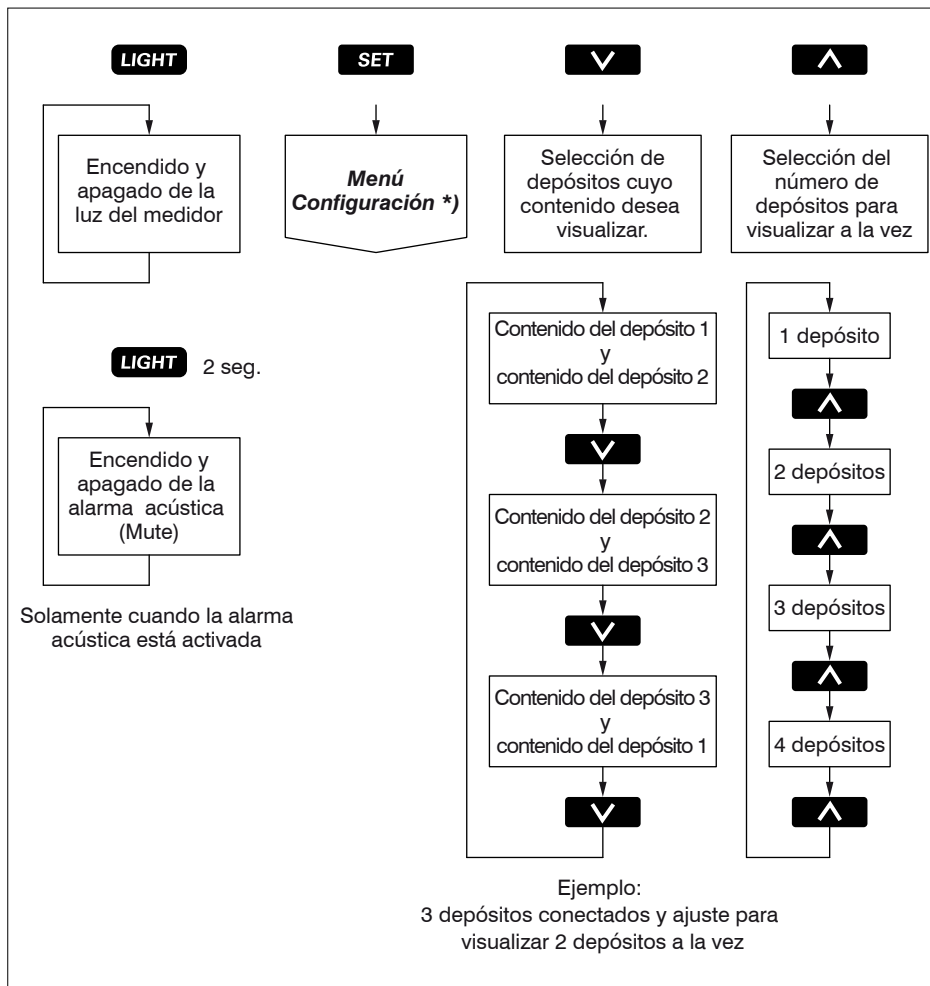 LIGHT
Encendido y
apagado de la
luz del medidor
LIGHT 2 seg.
Encendido y
apagado de la
alarma acústica
(Mute)
Solamente cuando la alarma
acústica está activada
SET
Menú
Configuración *)
Selección de
depósitos cuyo
contenido desea
visualizar.
Contenido del depósito 1
y
contenido del depósito 2
Contenido del depósito 2
y
contenido del depósito 3
Contenido del depósito 3
y
contenido del depósito 1
Selección del
número de
depósitos para
visualizar a la vez
1 depósito
2 depósitos
3 depósitos
4 depósitos
Ejemplo:
3 depósitos conectados y ajuste para
visualizar 2 depósitos a la vez